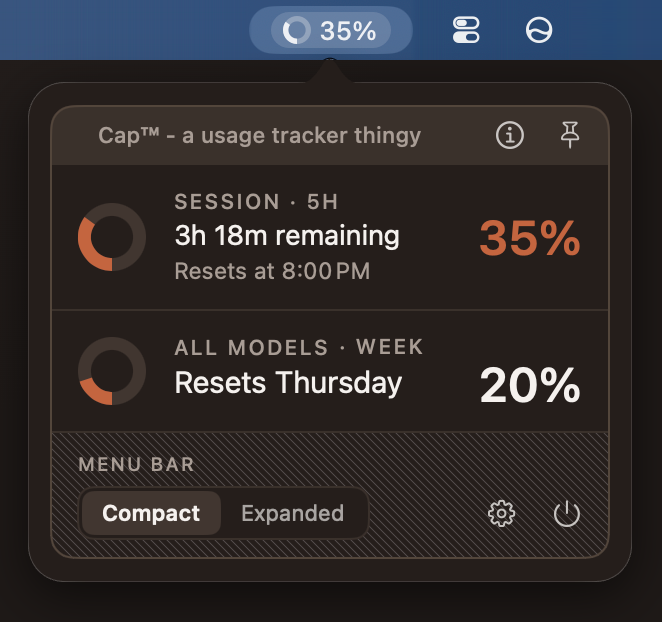 35%
Cap™ - a usage tracker thingy
SESSION · 5H
3h 18m remaining
35%
Resets at 8:00 PM
ALL MODELS · WEEK
Resets Thursday
20%
MENU BAR
Compact Expanded